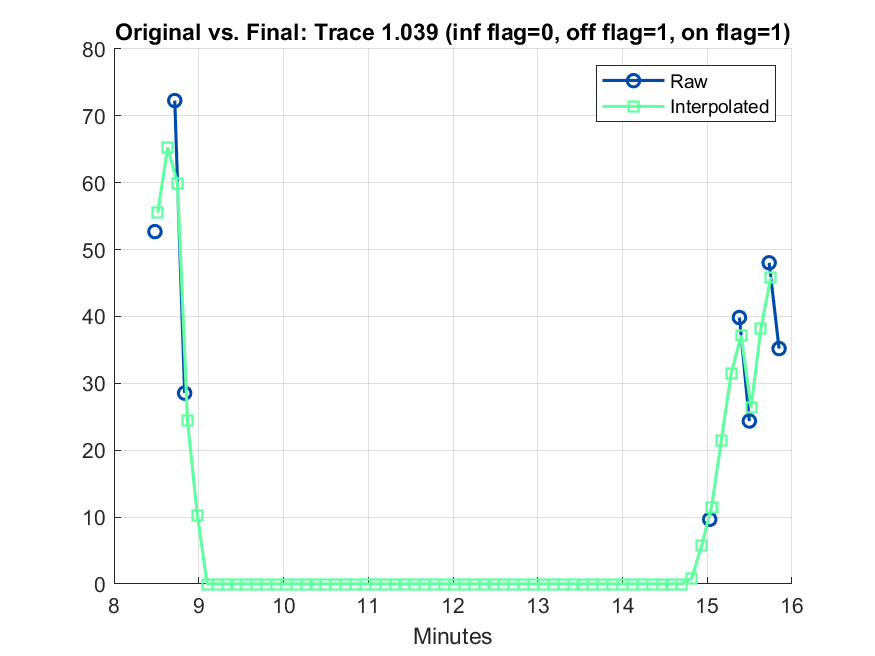 Original vs. Final: Trace 1.039 (inf flag=0, off flag=1, on flag=1)
80
70
60
50
40
30
20
10
0
Raw
Interpolated
8 9 10 11 12 13 14 15 16
Minutes